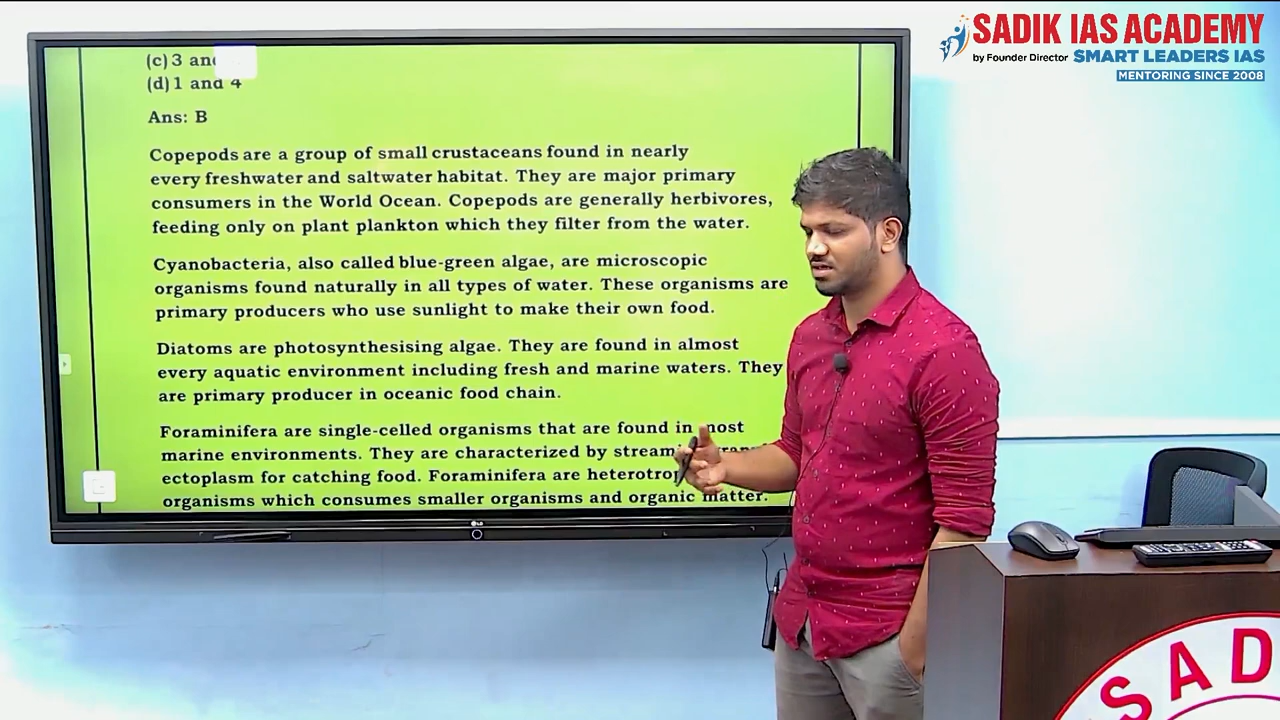 SADIK IAS ACADEMY
by Founder Director SMART LEADERS IAS
MENTORING SINCE 2008
(c) 3 and
(d) 1 and 4
Ans: B
Copepods are a group of small crustaceans found in nearly
every freshwater and saltwater habitat. They are major primary
consumers in the World Ocean. Copepods are generally herbivores,
feeding only on plant plankton which they filter from the water.
Cyanobacteria, also called blue-green algae, are microscopic
organisms found naturally in all types of water. These organisms are
primary producers who use sunlight to make their own food.
Diatoms are photosynthesising algae. They are found in almost
every aquatic environment including fresh and marine waters. They
are primary producer in oceanic food chain.
Foraminifera are single-celled organisms that are found in most
marine environments. They are characterized by
ectoplasm for catching food. Foraminifera are
organisms which consumes smaller organisms and organic matter.
LG
SAD